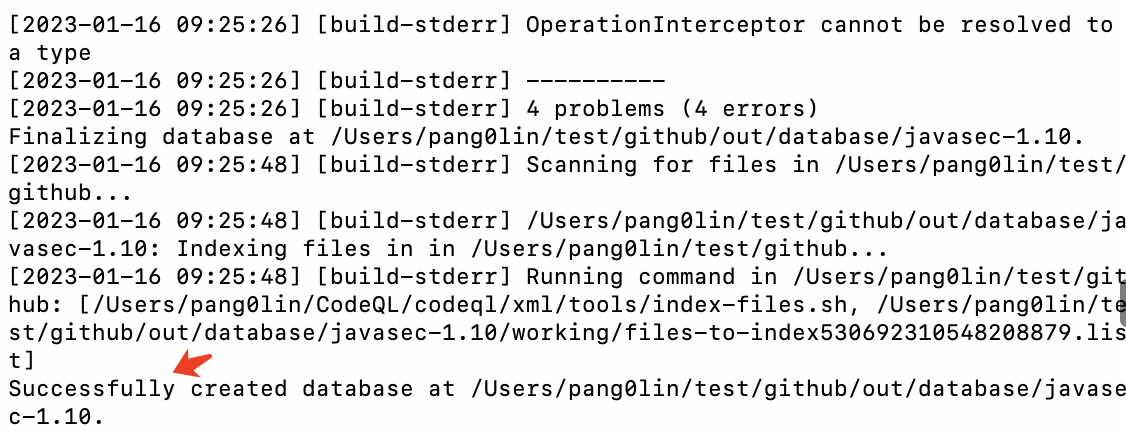 [2023-01-16 09:25:26] [build-stderr] OperationInterceptor cannot be resolved to
a type
[2023-01-16 09:25:26] [build-stderr] ----------
[2023-01-16 09:25:26] [build-stderr] 4 problems (4 errors)
Finalizing database at /Users/pang0lin/test/github/out/database/javasec-1.10.
[2023-01-16 09:25:48] [build-stderr] Scanning for files in /Users/pang0lin/test/
github...
[2023-01-16 09:25:48] [build-stderr] /Users/pang0lin/test/github/out/database/ja
vasec-1.10: Indexing files in in /Users/pang0lin/test/github...
[2023-01-16 09:25:48] [build-stderr] Running command in /Users/pang0lin/test/git
hub: [/Users/pang0lin/CodeQL/codeql/xml/tools/index-files.sh, /Users/pang0lin/te
st/github/out/database/javasec-1.10/working/files-to-index530692310548208879.lis
t]
Successfully created database at /Users/pang0lin/test/github/out/database/javase
c-1.10.